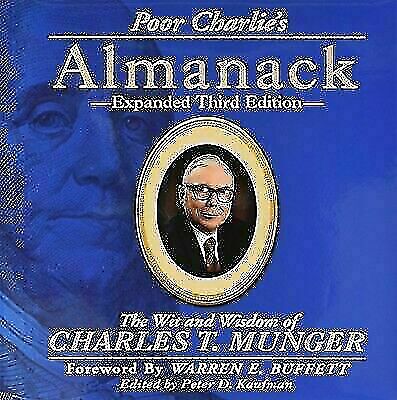 Poor Charlie's
Almanack
—Expanded Third Edition—
The Wit and Wisdom of
CHARLES T. MUNGER
Foreword By WARREN E. BUFFETT
Edited by Peter D. Kaufman